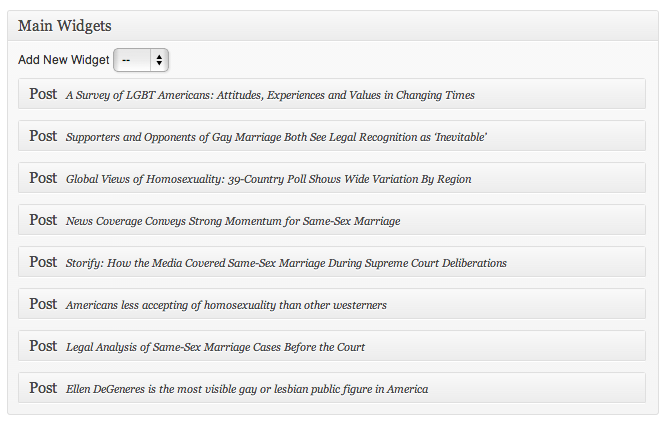 Main Widgets
Add New Widget --
Post A Survey of LGBT Americans: Attitudes, Experiences and Values in Changing Times
Post Supporters and Opponents of Gay Marriage Both See Legal Recognition as ‘Inevitable’
Post Global Views of Homosexuality: 39-Country Poll Shows Wide Variation By Region
Post News Coverage Conveys Strong Momentum for Same-Sex Marriage
Post Storify: How the Media Covered Same-Sex Marriage During Supreme Court Deliberations
Post Americans less accepting of homosexuality than other westerners
Post Legal Analysis of Same-Sex Marriage Cases Before the Court
Post Ellen DeGeneres is the most visible gay or lesbian public figure in America